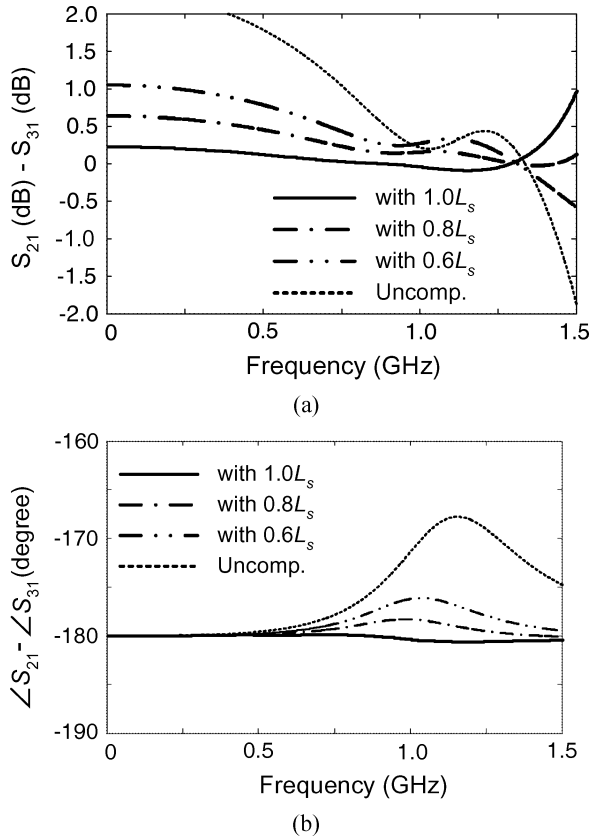 2.0
1.5
1.0
0.5
0
-0.5
-1.0
-1.5
-2.0
S21 (dB) - S31 (dB)
with 1.0Ls
with 0.8Ls
with 0.6Ls
Uncomp.
0 0.5 1.0 1.5
Frequency (GHz)
(a)
-160
-170
-180
-190
∠S21- ∠S31(degree)
with 1.0Ls
with 0.8Ls
with 0.6Ls
Uncomp.
0 0.5 1.0 1.5
Frequency (GHz)
(b)